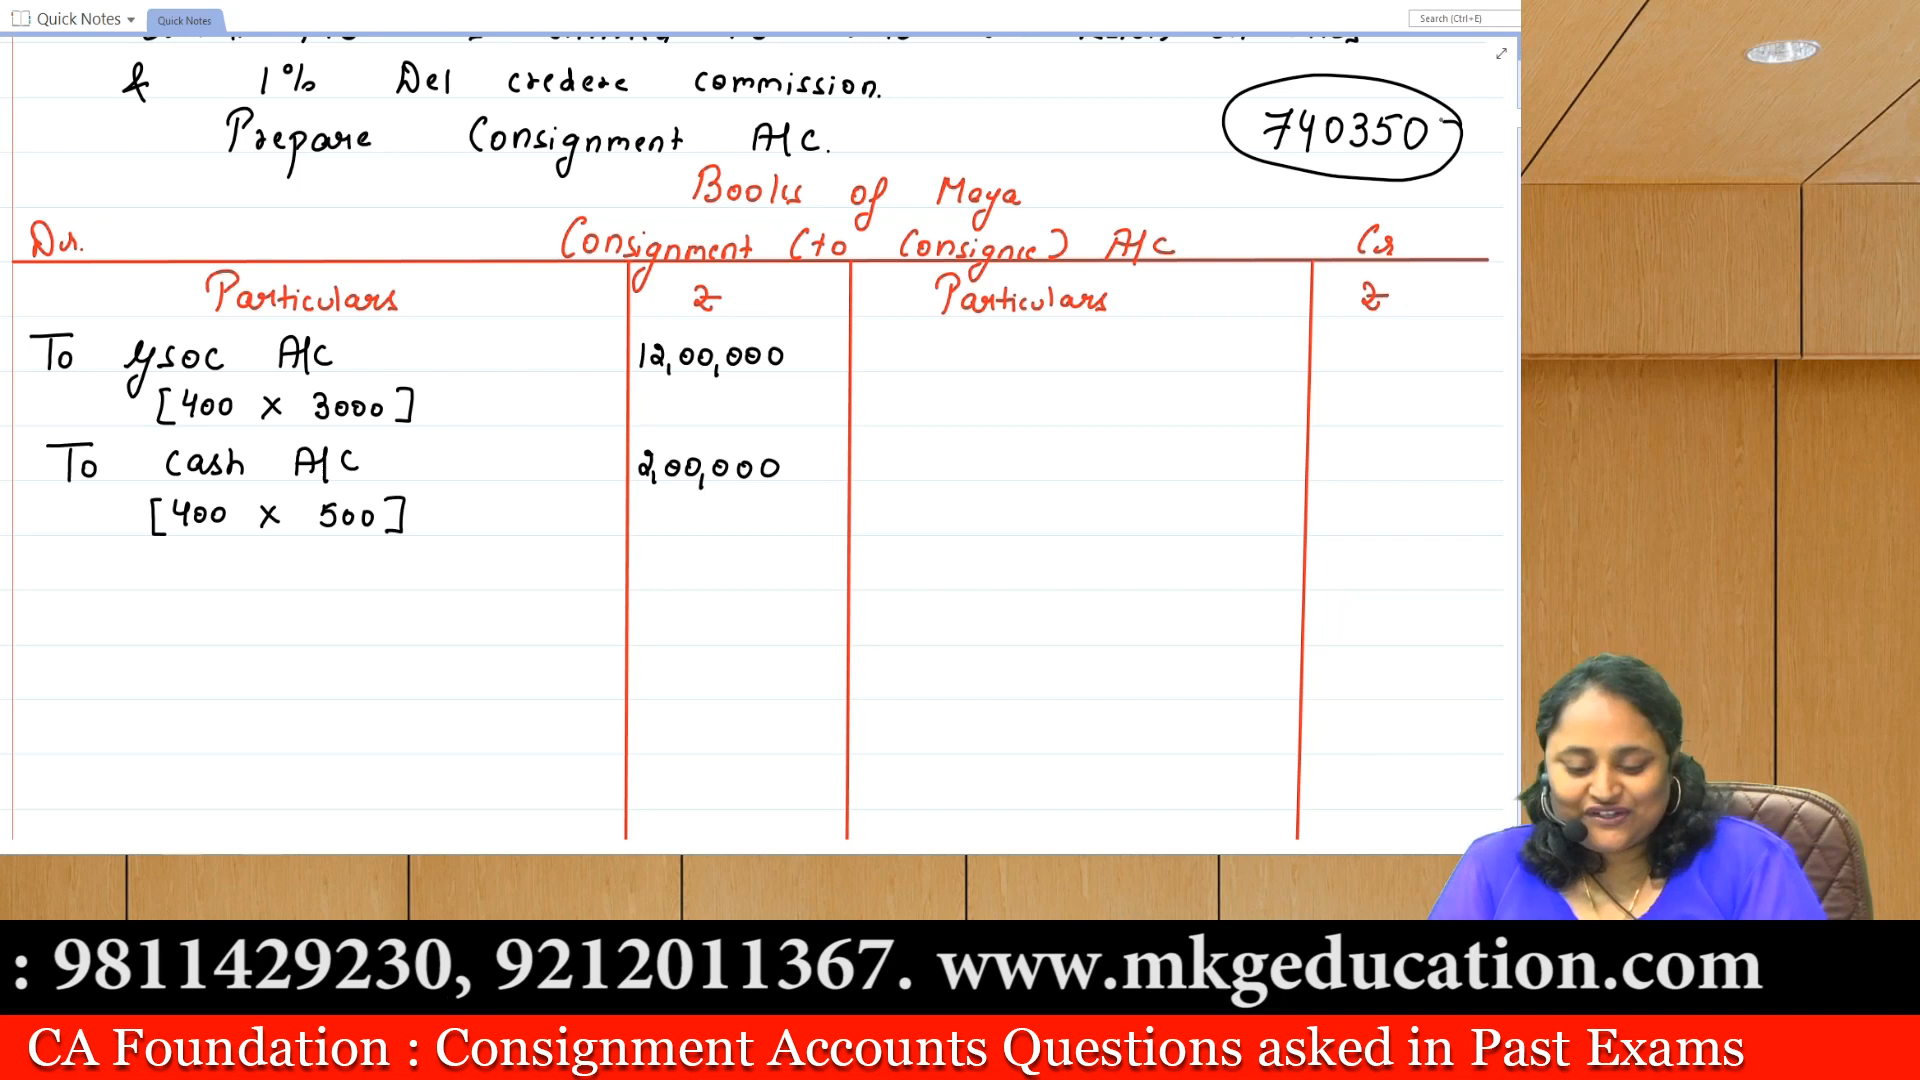 Quick Notes
Quick Notes
Search (Ctrl+E)
& 1% Del credere commission.
Prepare Consignment A/C.
740350
Books of Maya
Dr. Consignment (to Consignee) A/C Cr
Particulars ₹ Particulars ₹
To GSOC A/C 12,00,000
[400 × 3000]
To Cash A/C 2,00,000
[400 × 500]
: 9811429230, 9212011367. www.mkgeducation.com
CA Foundation : Consignment Accounts Questions asked in Past Exams